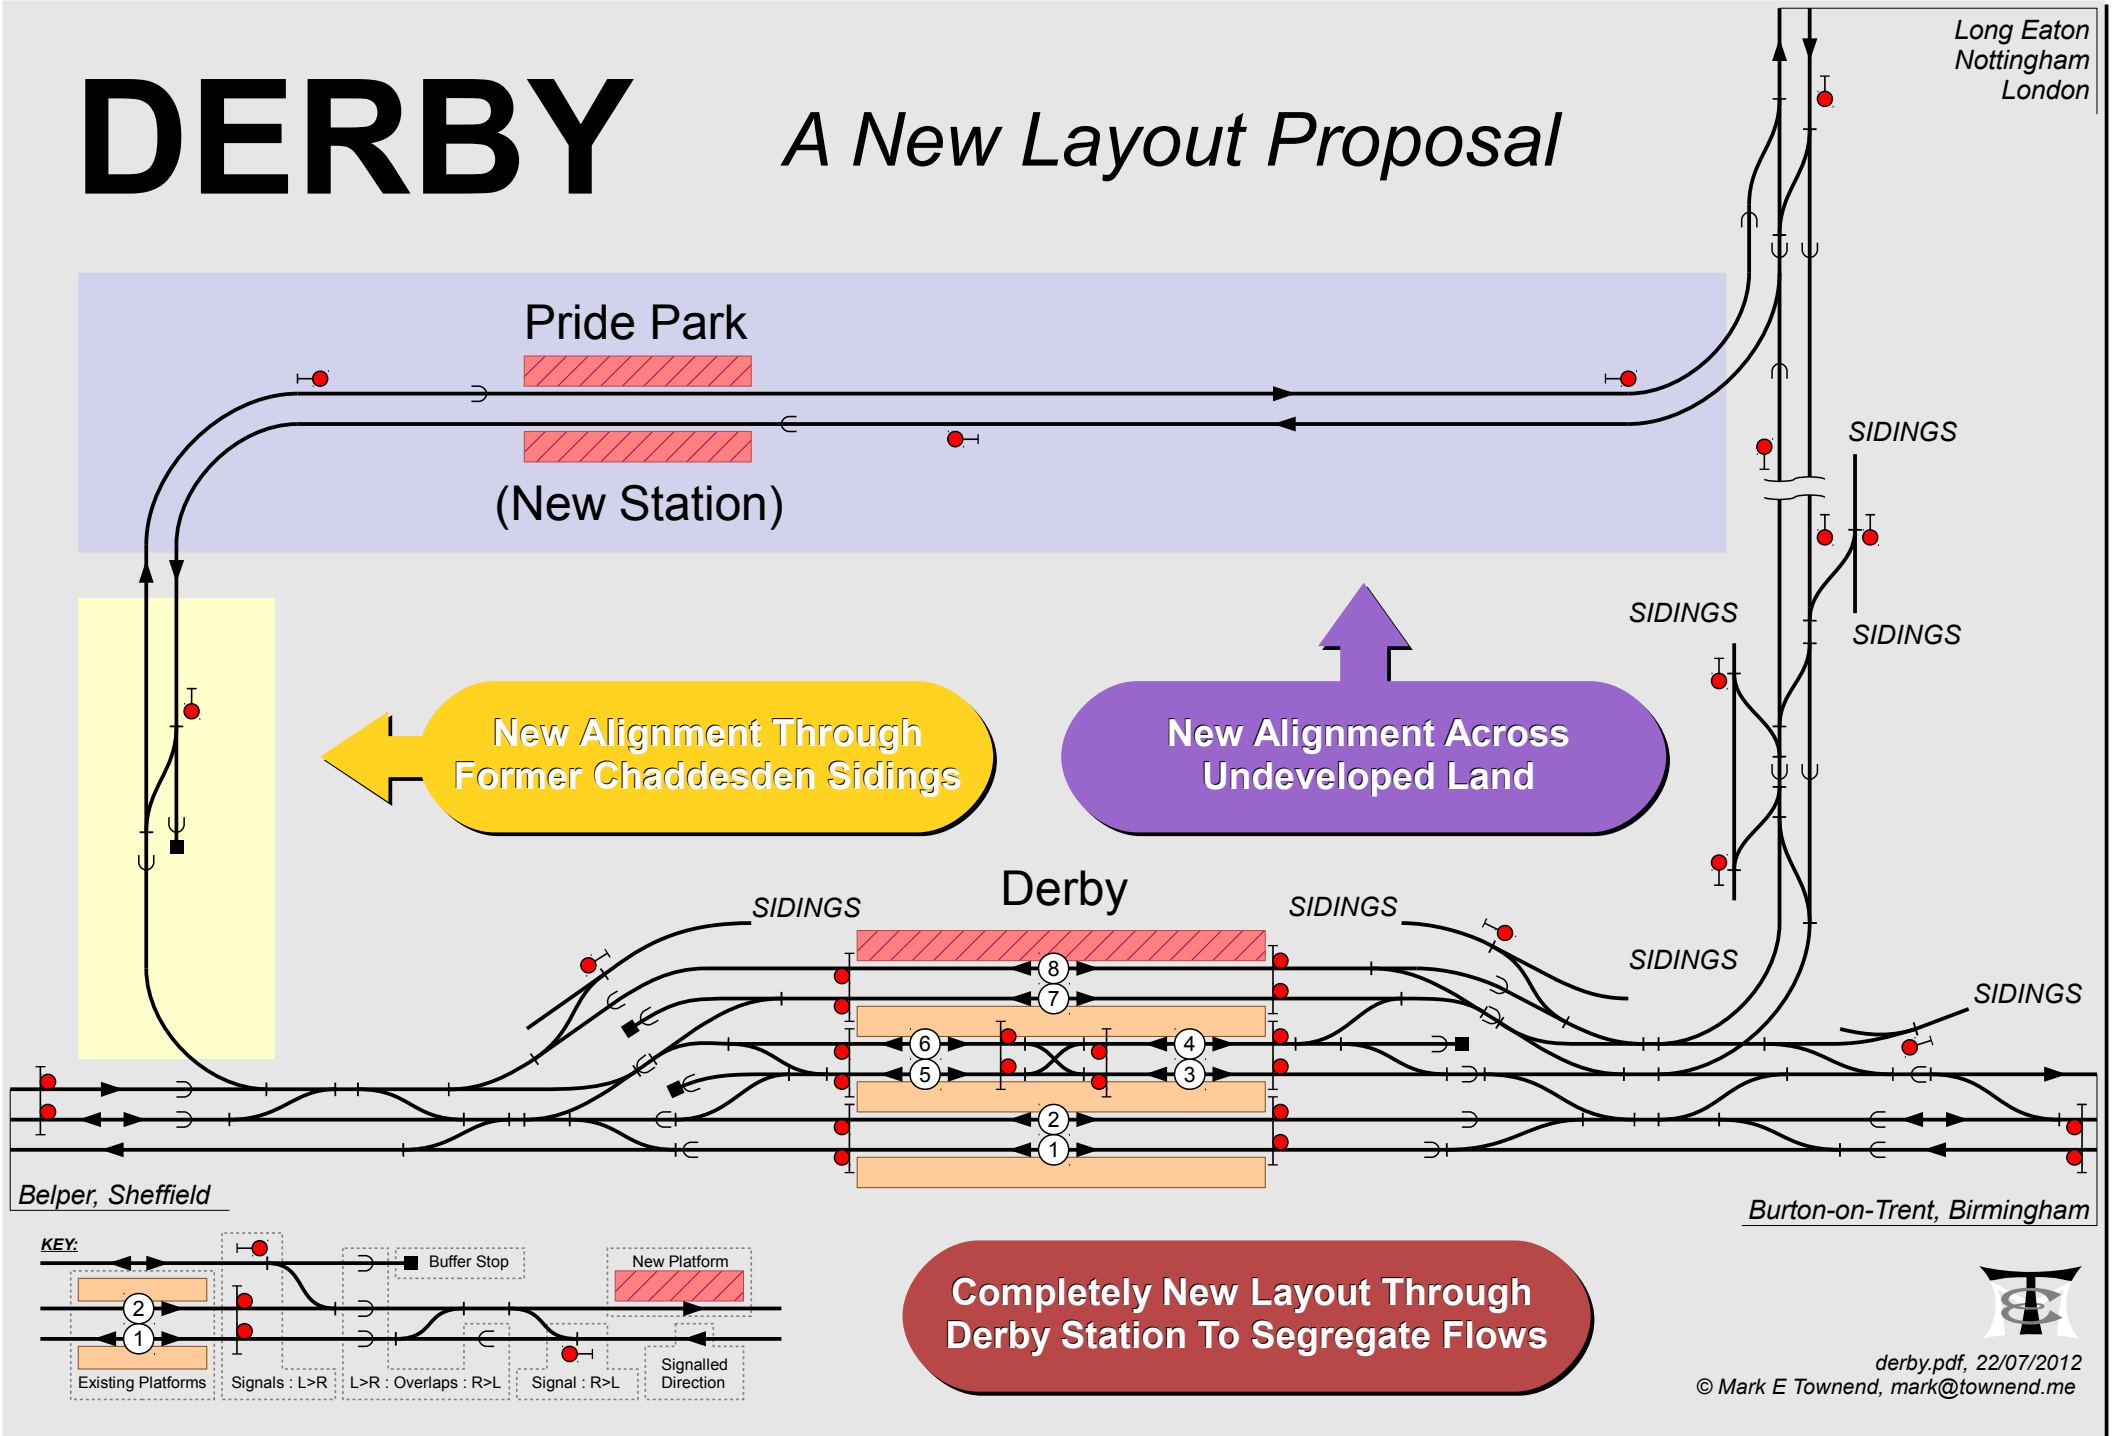 DERBY
A New Layout Proposal
Long Eaton
Nottingham
London
Pride Park
(New Station)
SIDINGS
SIDINGS
SIDINGS
New Alignment Through
Former Chaddesden Sidings
New Alignment Across
Undeveloped Land
Derby
SIDINGS
SIDINGS
SIDINGS
SIDINGS
8
7
6
4
5
3
2
1
Belper, Sheffield
Burton-on-Trent, Birmingham
KEY:
Buffer Stop
New Platform
2
1
Existing Platforms
Signals : L>R
L>R : Overlaps : R>L
Signal : R>L
Signalled
Direction
Completely New Layout Through
Derby Station To Segregate Flows
derby.pdf, 22/07/2012
© Mark E Townend, mark@townend.me